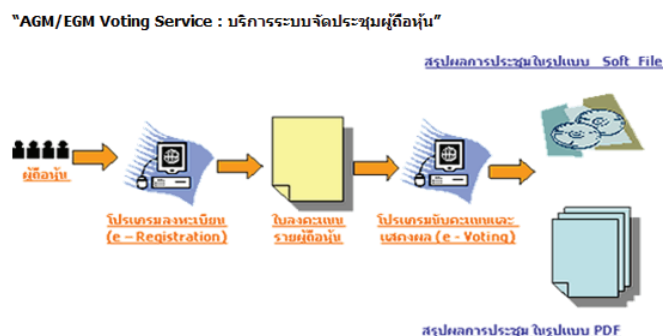 “AGM/EGM Voting Service : บริการระบบจัดประชุมผู้ถือหุ้น”
สรุปผลการประชุม ในรูปแบบ Soft File
ผู้ถือหุ้น
โปรแกรมลงทะเบียน
(e – Registration)
ใบลงคะแนน
รายผู้ถือหุ้น
โปรแกรมนับคะแนนและ
แสดงผล (e - Voting)
สรุปผลการประชุม ในรูปแบบ PDF